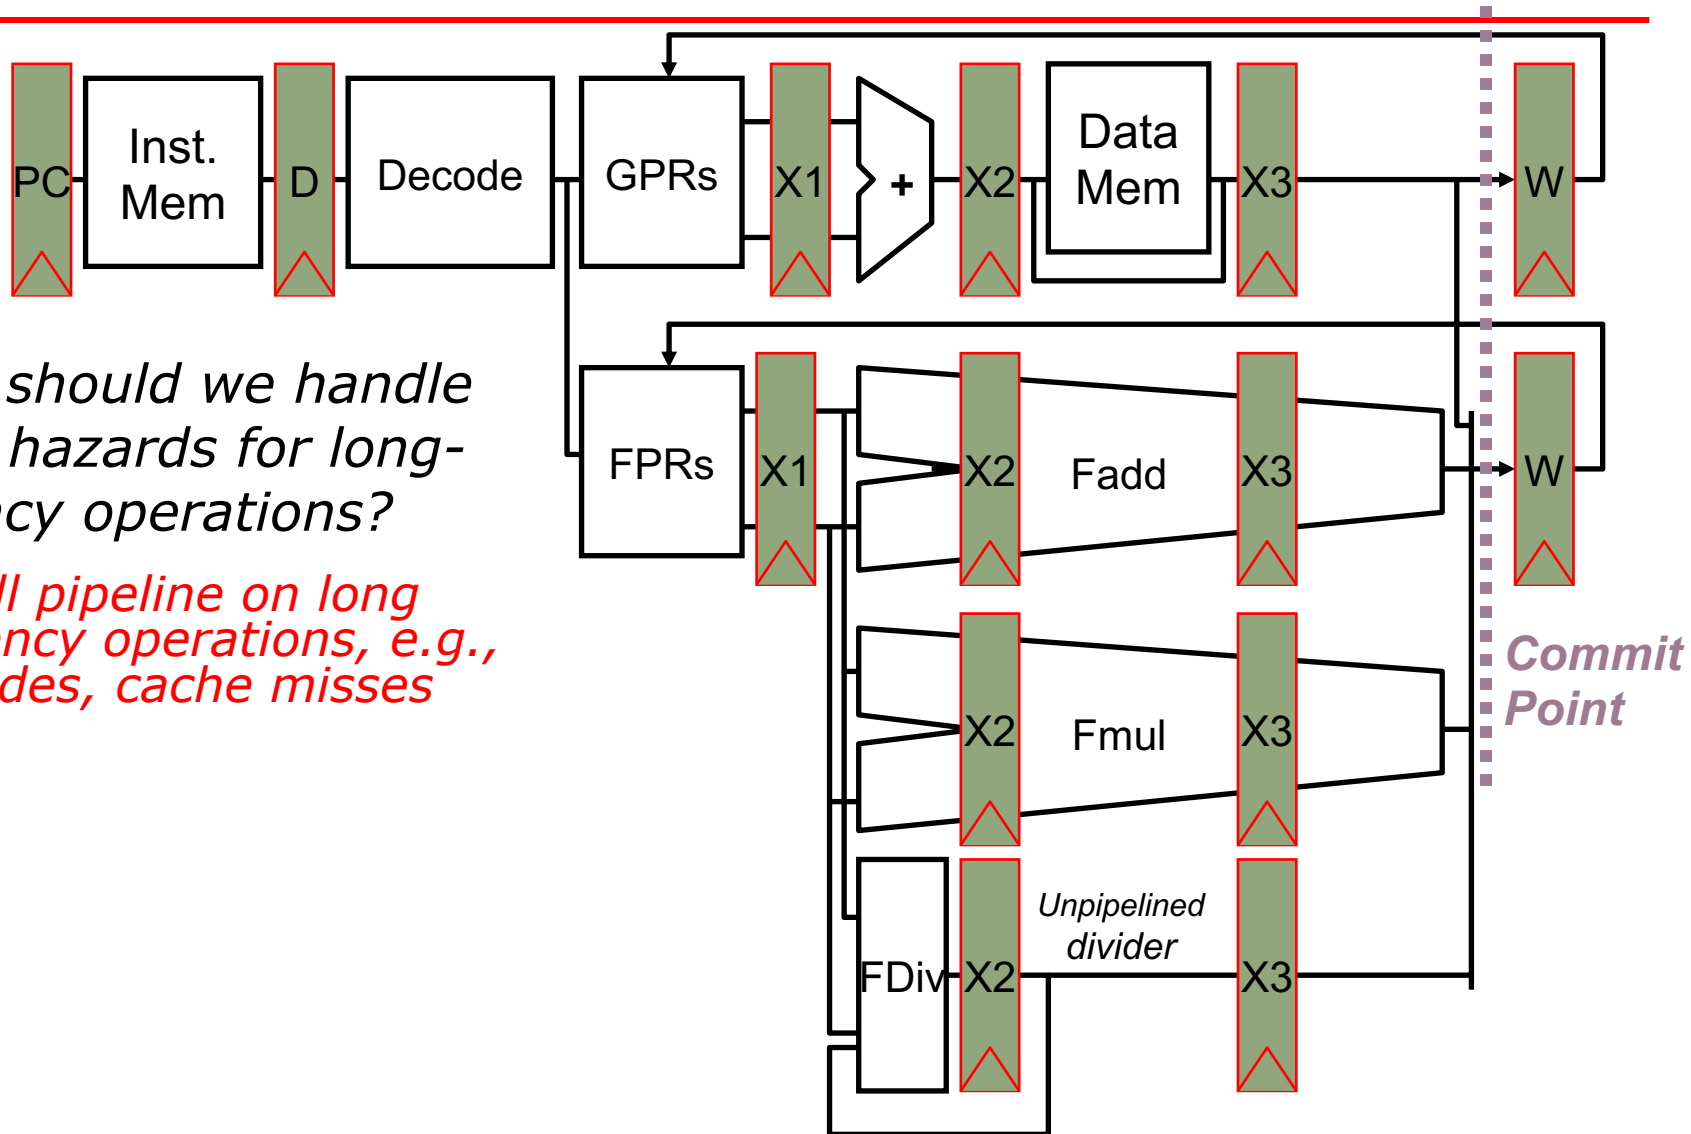 PC
Inst.
Mem
D
Decode
GPRs
X1
+
X2
Data
Mem
X3
W
should we handle
hazards for long-
ncy operations?
ll pipeline on long
ency operations, e.g.,
des, cache misses
FPRs
X1
X2
Fadd
X3
W
X2
Fmul
X3
Commit
Point
FDiv
X2
Unpipelined
divider
X3